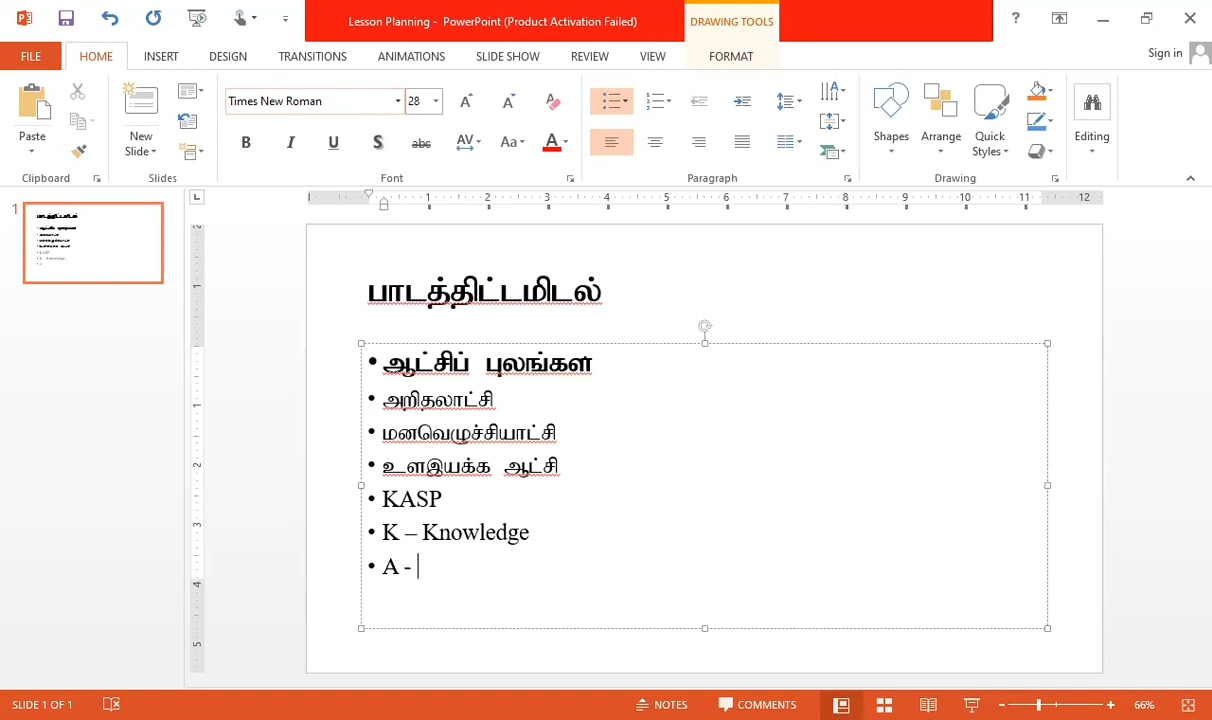 Lesson Planning -  PowerPoint (Product Activation Failed)
DRAWING TOOLS
FILE
HOME
INSERT
DESIGN
TRANSITIONS
ANIMATIONS
SLIDE SHOW
REVIEW
VIEW
FORMAT
Sign in
Paste
New Slide
Times New Roman
28
Shapes
Arrange
Quick Styles
Editing
Clipboard
Slides
Font
Paragraph
Drawing
1
பாடத்திட்டமிடல்
• ஆட்சிப் புலங்கள
• அறிதலாட்சி
• மனவெழுச்சியாட்சி
• உளஇயக்க ஆட்சி
• KASP
• K – Knowledge
• A -
SLIDE 1 OF 1
NOTES
COMMENTS
66%